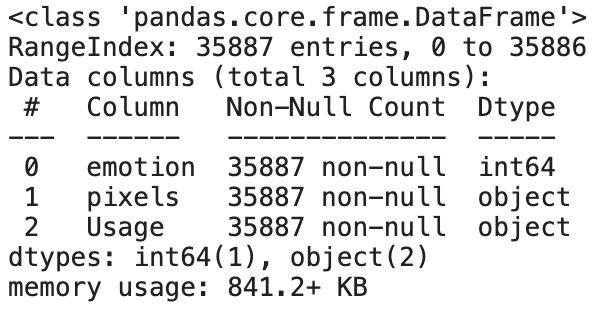 <class 'pandas.core.frame.DataFrame'>
RangeIndex: 35887 entries, 0 to 35886
Data columns (total 3 columns):
 #   Column   Non-Null Count  Dtype
---  ------   --------------  -----
 0   emotion  35887 non-null  int64
 1   pixels   35887 non-null  object
 2   Usage    35887 non-null  object
dtypes: int64(1), object(2)
memory usage: 841.2+ KB